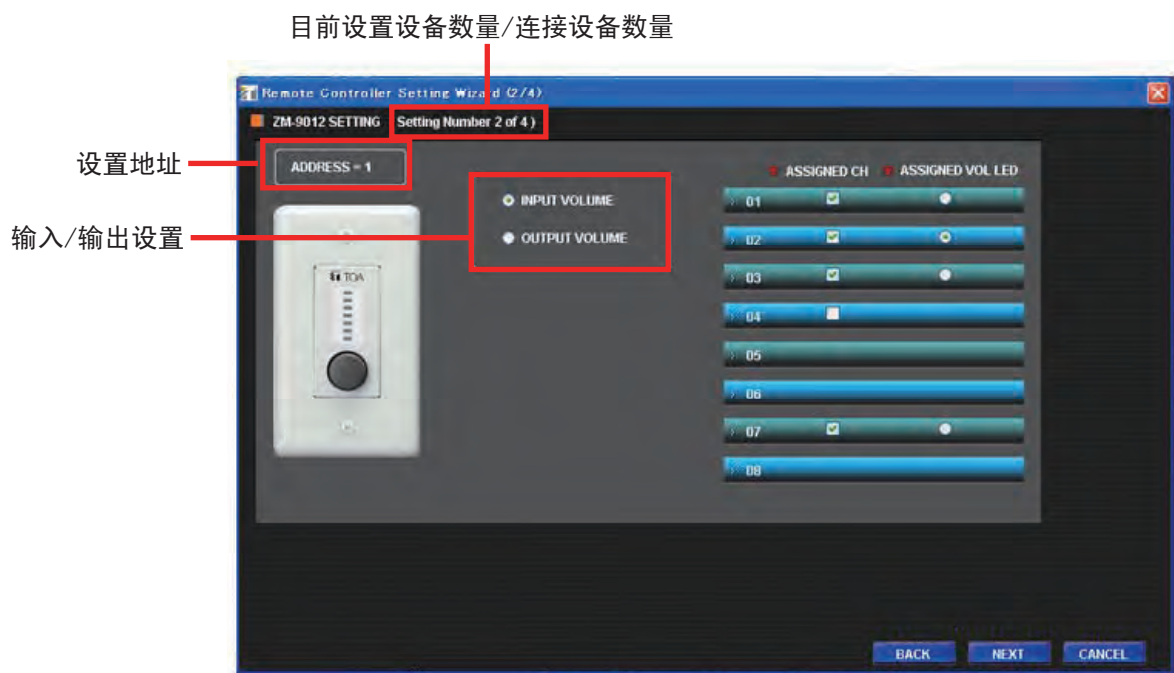 目前设置设备数量/连接设备数量
Remote Controller Setting Wizard (2/4)
ZM-9012 SETTING Setting Number 2 of 4 )
设置地址
ADDRESS = 1
ASSIGNED CH ASSIGNED VOL LED
INPUT VOLUME
01
输入/输出设置
OUTPUT VOLUME
02
TOA
03
04
05
06
07
08
BACK NEXT CANCEL